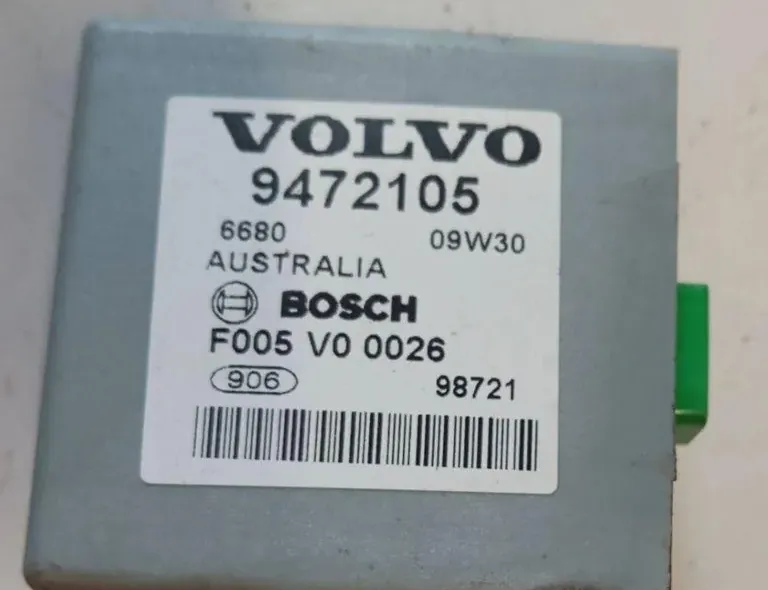 VOLVO
9472105
6680 09W30
AUSTRALIA
BOSCH
F005 V0 0026
906 98721